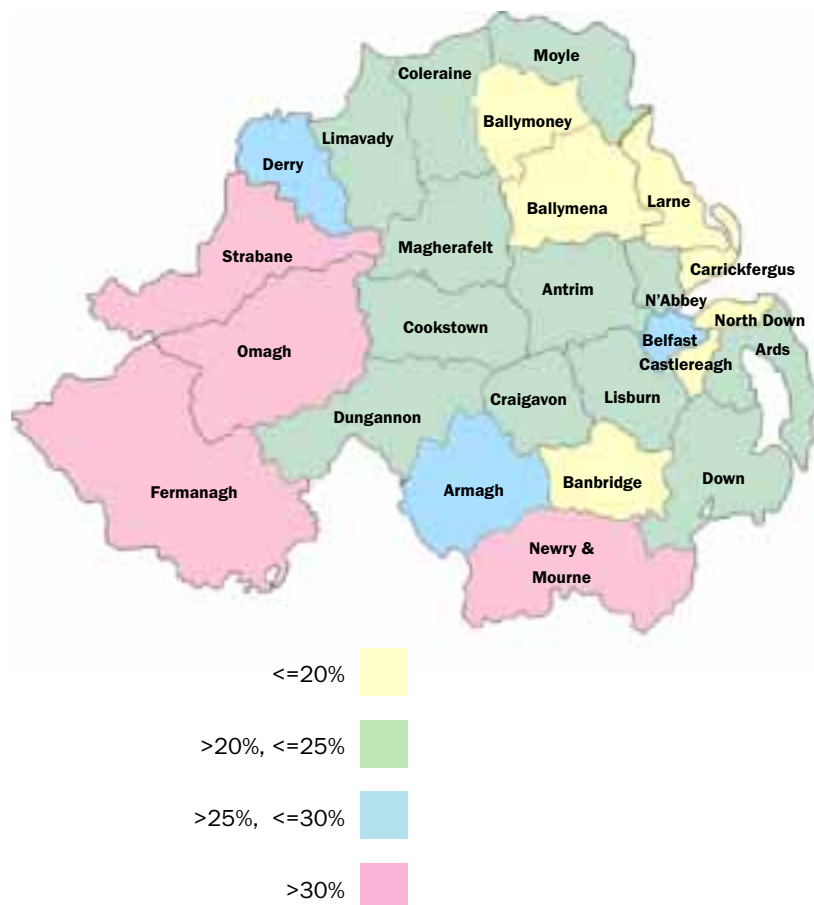 Moyle
Coleraine
Ballymoney
Limavady
Derry
Larne
Ballymena
Magherafelt
Strabane
Carrickfergus
Antrim
N'Abbey
North Down
Cookstown
Belfast
Ards
Omagh
Castlereagh
Craigavon
Lisburn
Dungannon
Down
Banbridge
Armagh
Fermanagh
Newry &
Mourne
<=20%
>20%, <=25%
>25%, <=30%
>30%